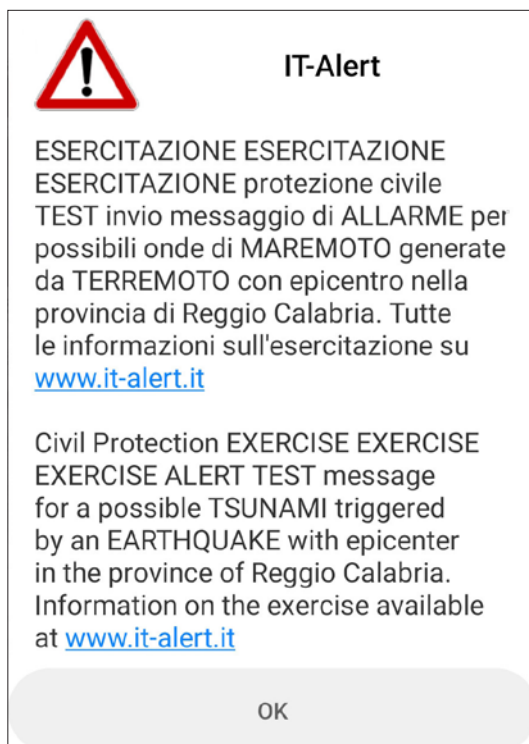 IT-Alert
ESERCITAZIONE ESERCITAZIONE
ESERCITAZIONE protezione civile
TEST invio messaggio di ALLARME per
possibili onde di MAREMOTO generate
da TERREMOTO con epicentro nella
provincia di Reggio Calabria. Tutte
le informazioni sull'esercitazione su
www.it-alert.it
Civil Protection EXERCISE EXERCISE
EXERCISE ALERT TEST message
for a possible TSUNAMI triggered
by an EARTHQUAKE with epicenter
in the province of Reggio Calabria.
Information on the exercise available
at www.it-alert.it
OK